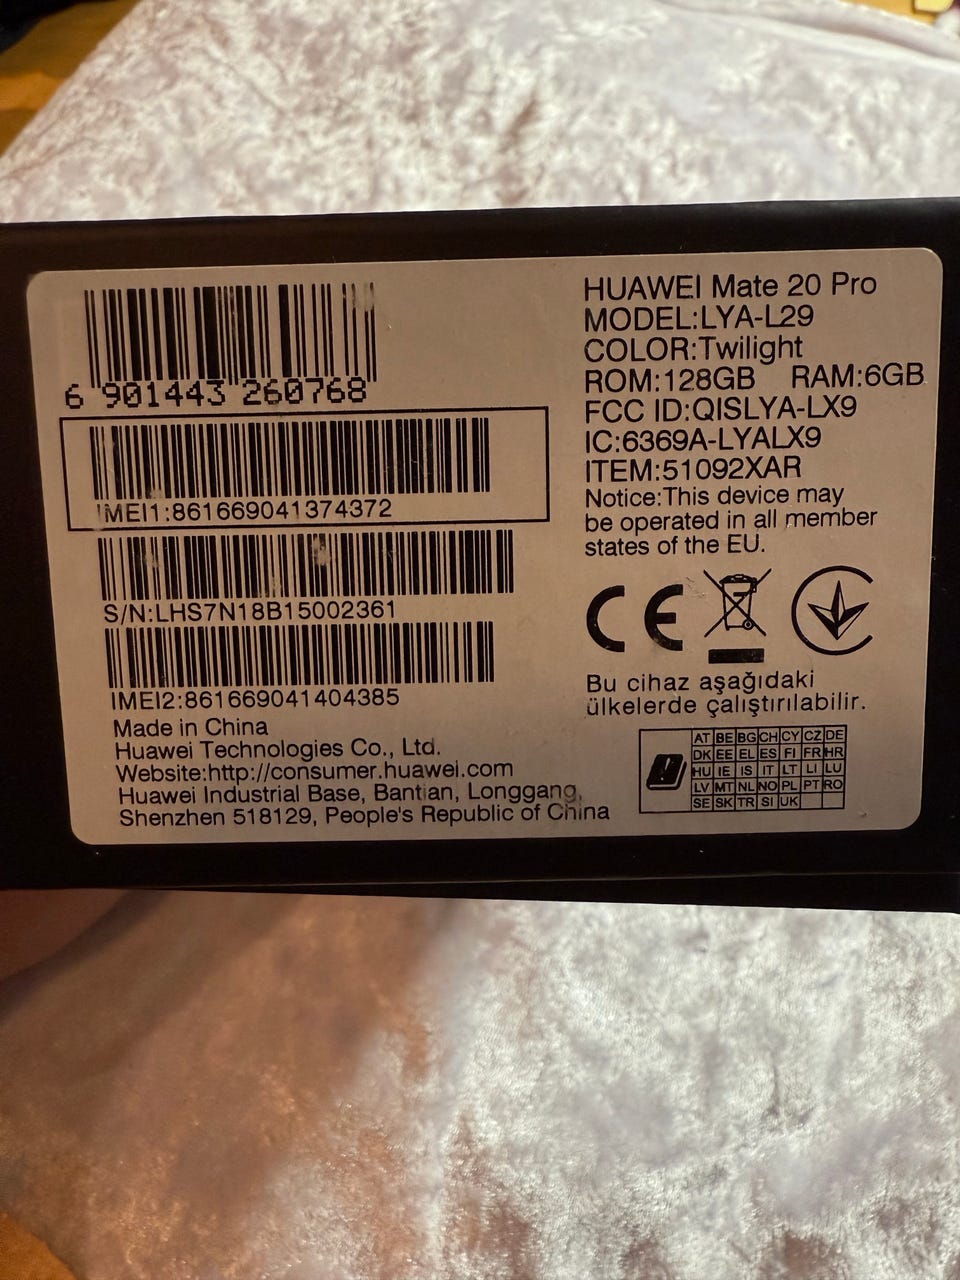 6 901443 260768
IMEI1:861669041374372
S/N:LHS7N18B15002361
IMEI2:861669041404385
Made in China
Huawei Technologies Co., Ltd.
Website:http://consumer.huawei.com
Huawei Industrial Base, Bantian, Longgang,
Shenzhen 518129, People's Republic of China
HUAWEI Mate 20 Pro
MODEL:LYA-L29
COLOR:Twilight
ROM:128GB RAM:6GB
FCC ID:QISLYA-LX9
IC:6369A-LYALX9
ITEM:51092XAR
Notice:This device may
be operated in all member
states of the EU.
CE
Bu cihaz aşağıdaki
ülkelerde çalıştırılabilir.
AT BE BG CH CY CZ DE
DK EE EL ES FI FR HR
HU IE IS IT LT LI LU
LV MT NL NO PL PT RO
SE SK TR SI UK